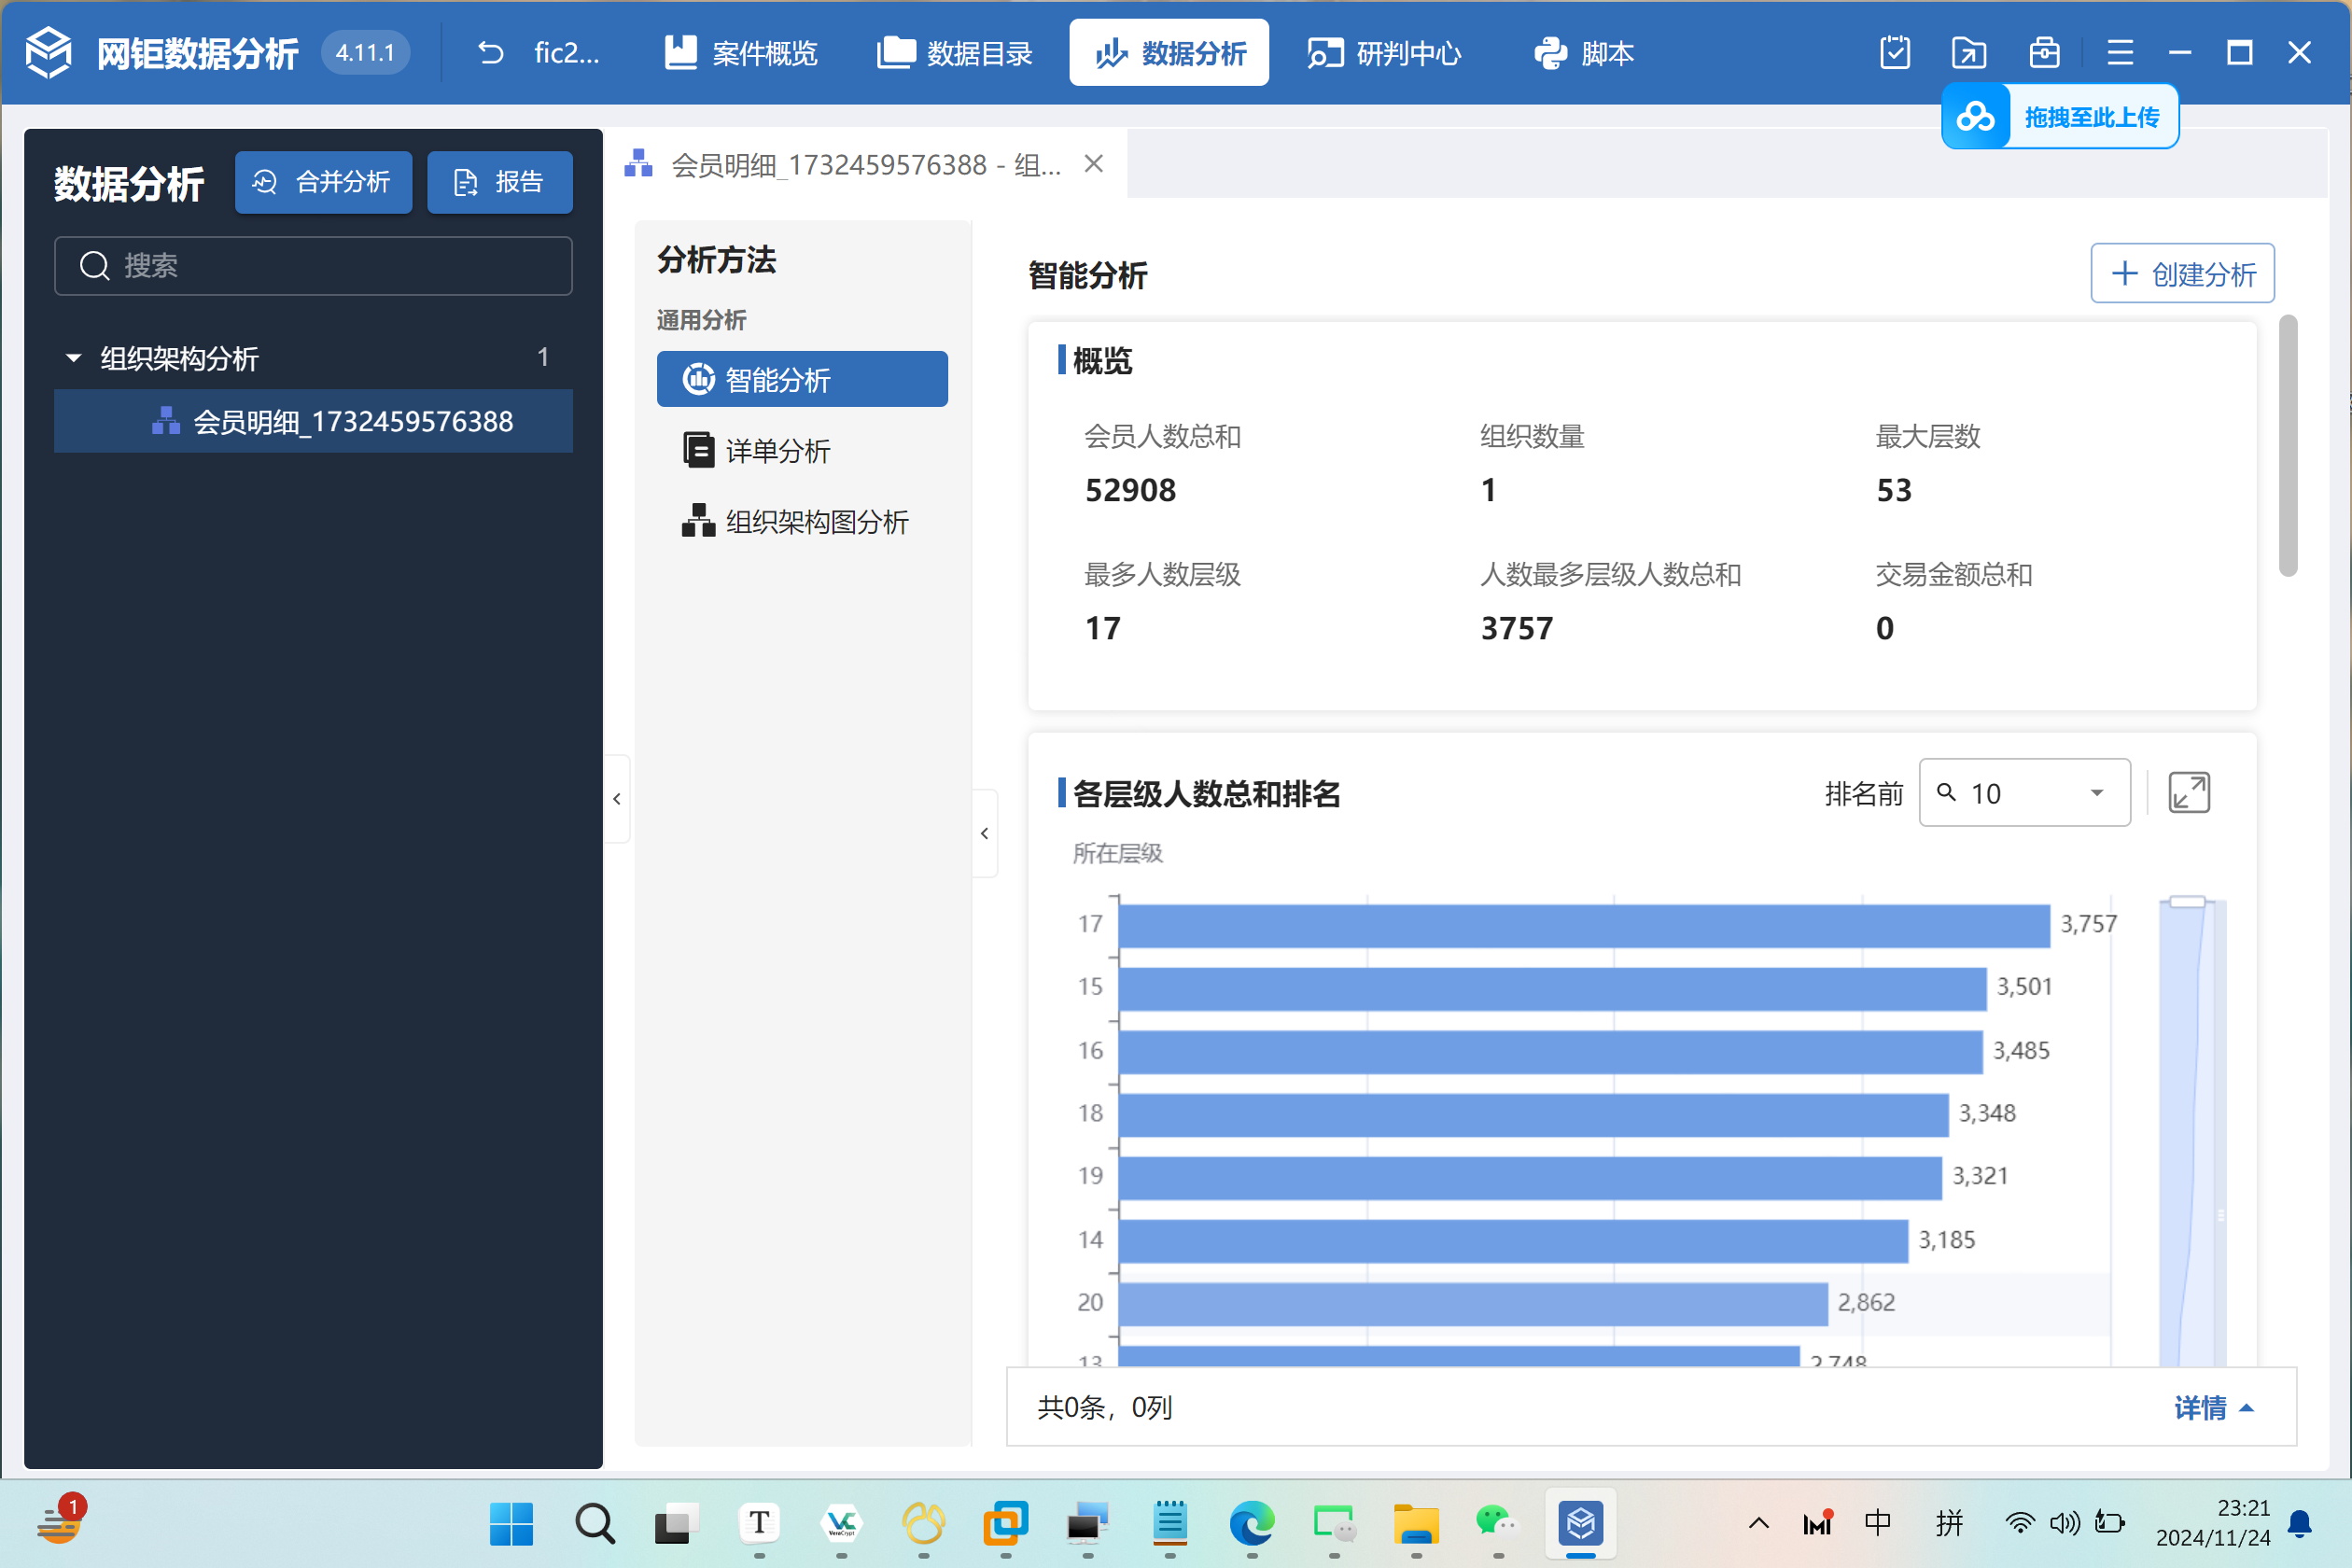 网钜数据分析 4.11.1 fic2... 案件概览 数据目录 数据分析 研判中心 脚本
拖拽至此上传
数据分析 合并分析 报告
搜索
组织架构分析 1
会员明细_1732459576388
会员明细_1732459576388 - 组...
分析方法
通用分析
智能分析
详单分析
组织架构图分析
智能分析 创建分析
概览
会员人数总和 组织数量 最大层数
52908 1 53
最多人数层级 人数最多层级人数总和 交易金额总和
17 3757 0
各层级人数总和排名 排名前 10
所在层级
17 3,757
15 3,501
16 3,485
18 3,348
19 3,321
14 3,185
20 2,862
13 2,748
共0条，0列 详情
1 T VeraCrypt 中 拼 23:21
2024/11/24